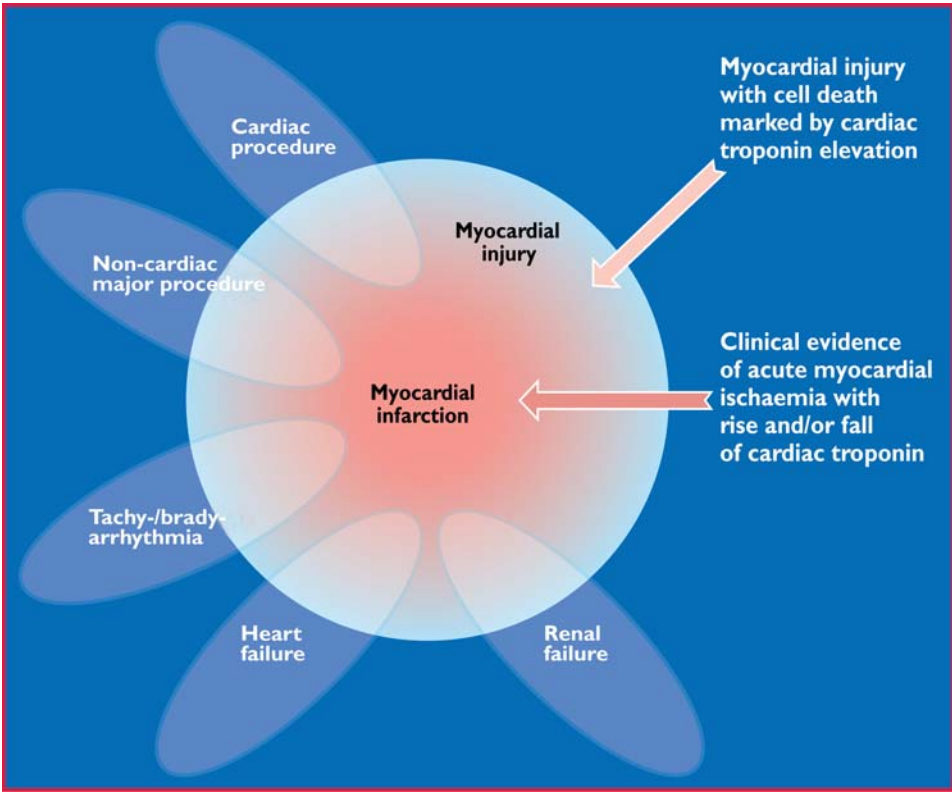 Cardiac
procedure
Myocardial injury
with cell death
marked by cardiac
troponin elevation
Myocardial
injury
Non-cardiac
major procedure
Clinical evidence
of acute myocardial
ischaemia with
rise and/or fall
of cardiac troponin
Myocardial
infarction
Tachy-/brady-
arrhythmia
Heart
failure
Renal
failure